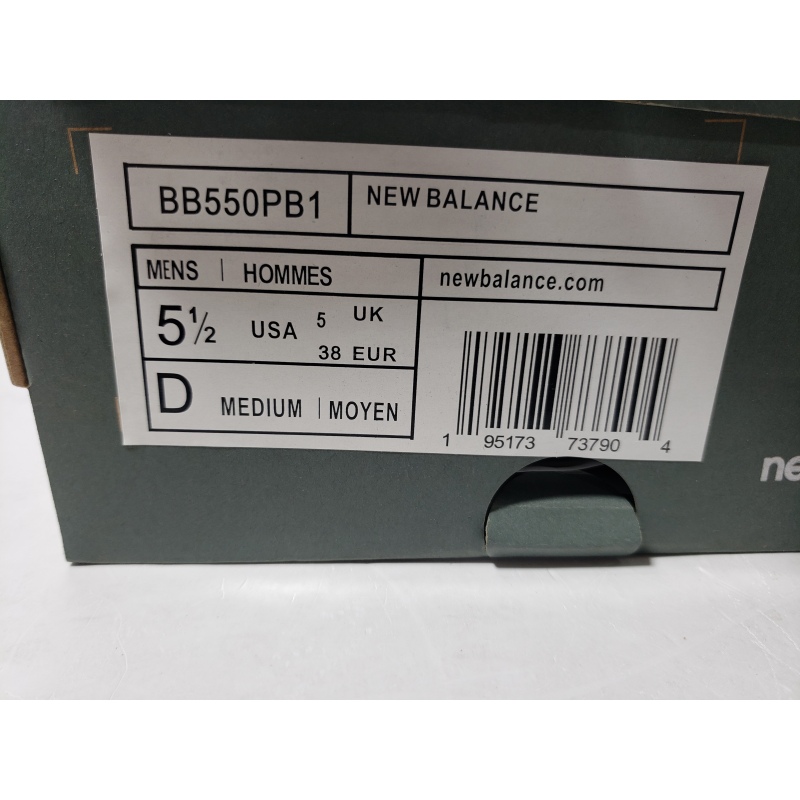 BB550PB1
NEW BALANCE
MENS | HOMMES
newbalance.com
5½ USA 5 UK
38 EUR
D MEDIUM | MOYEN
1 95173 73790 4
ne